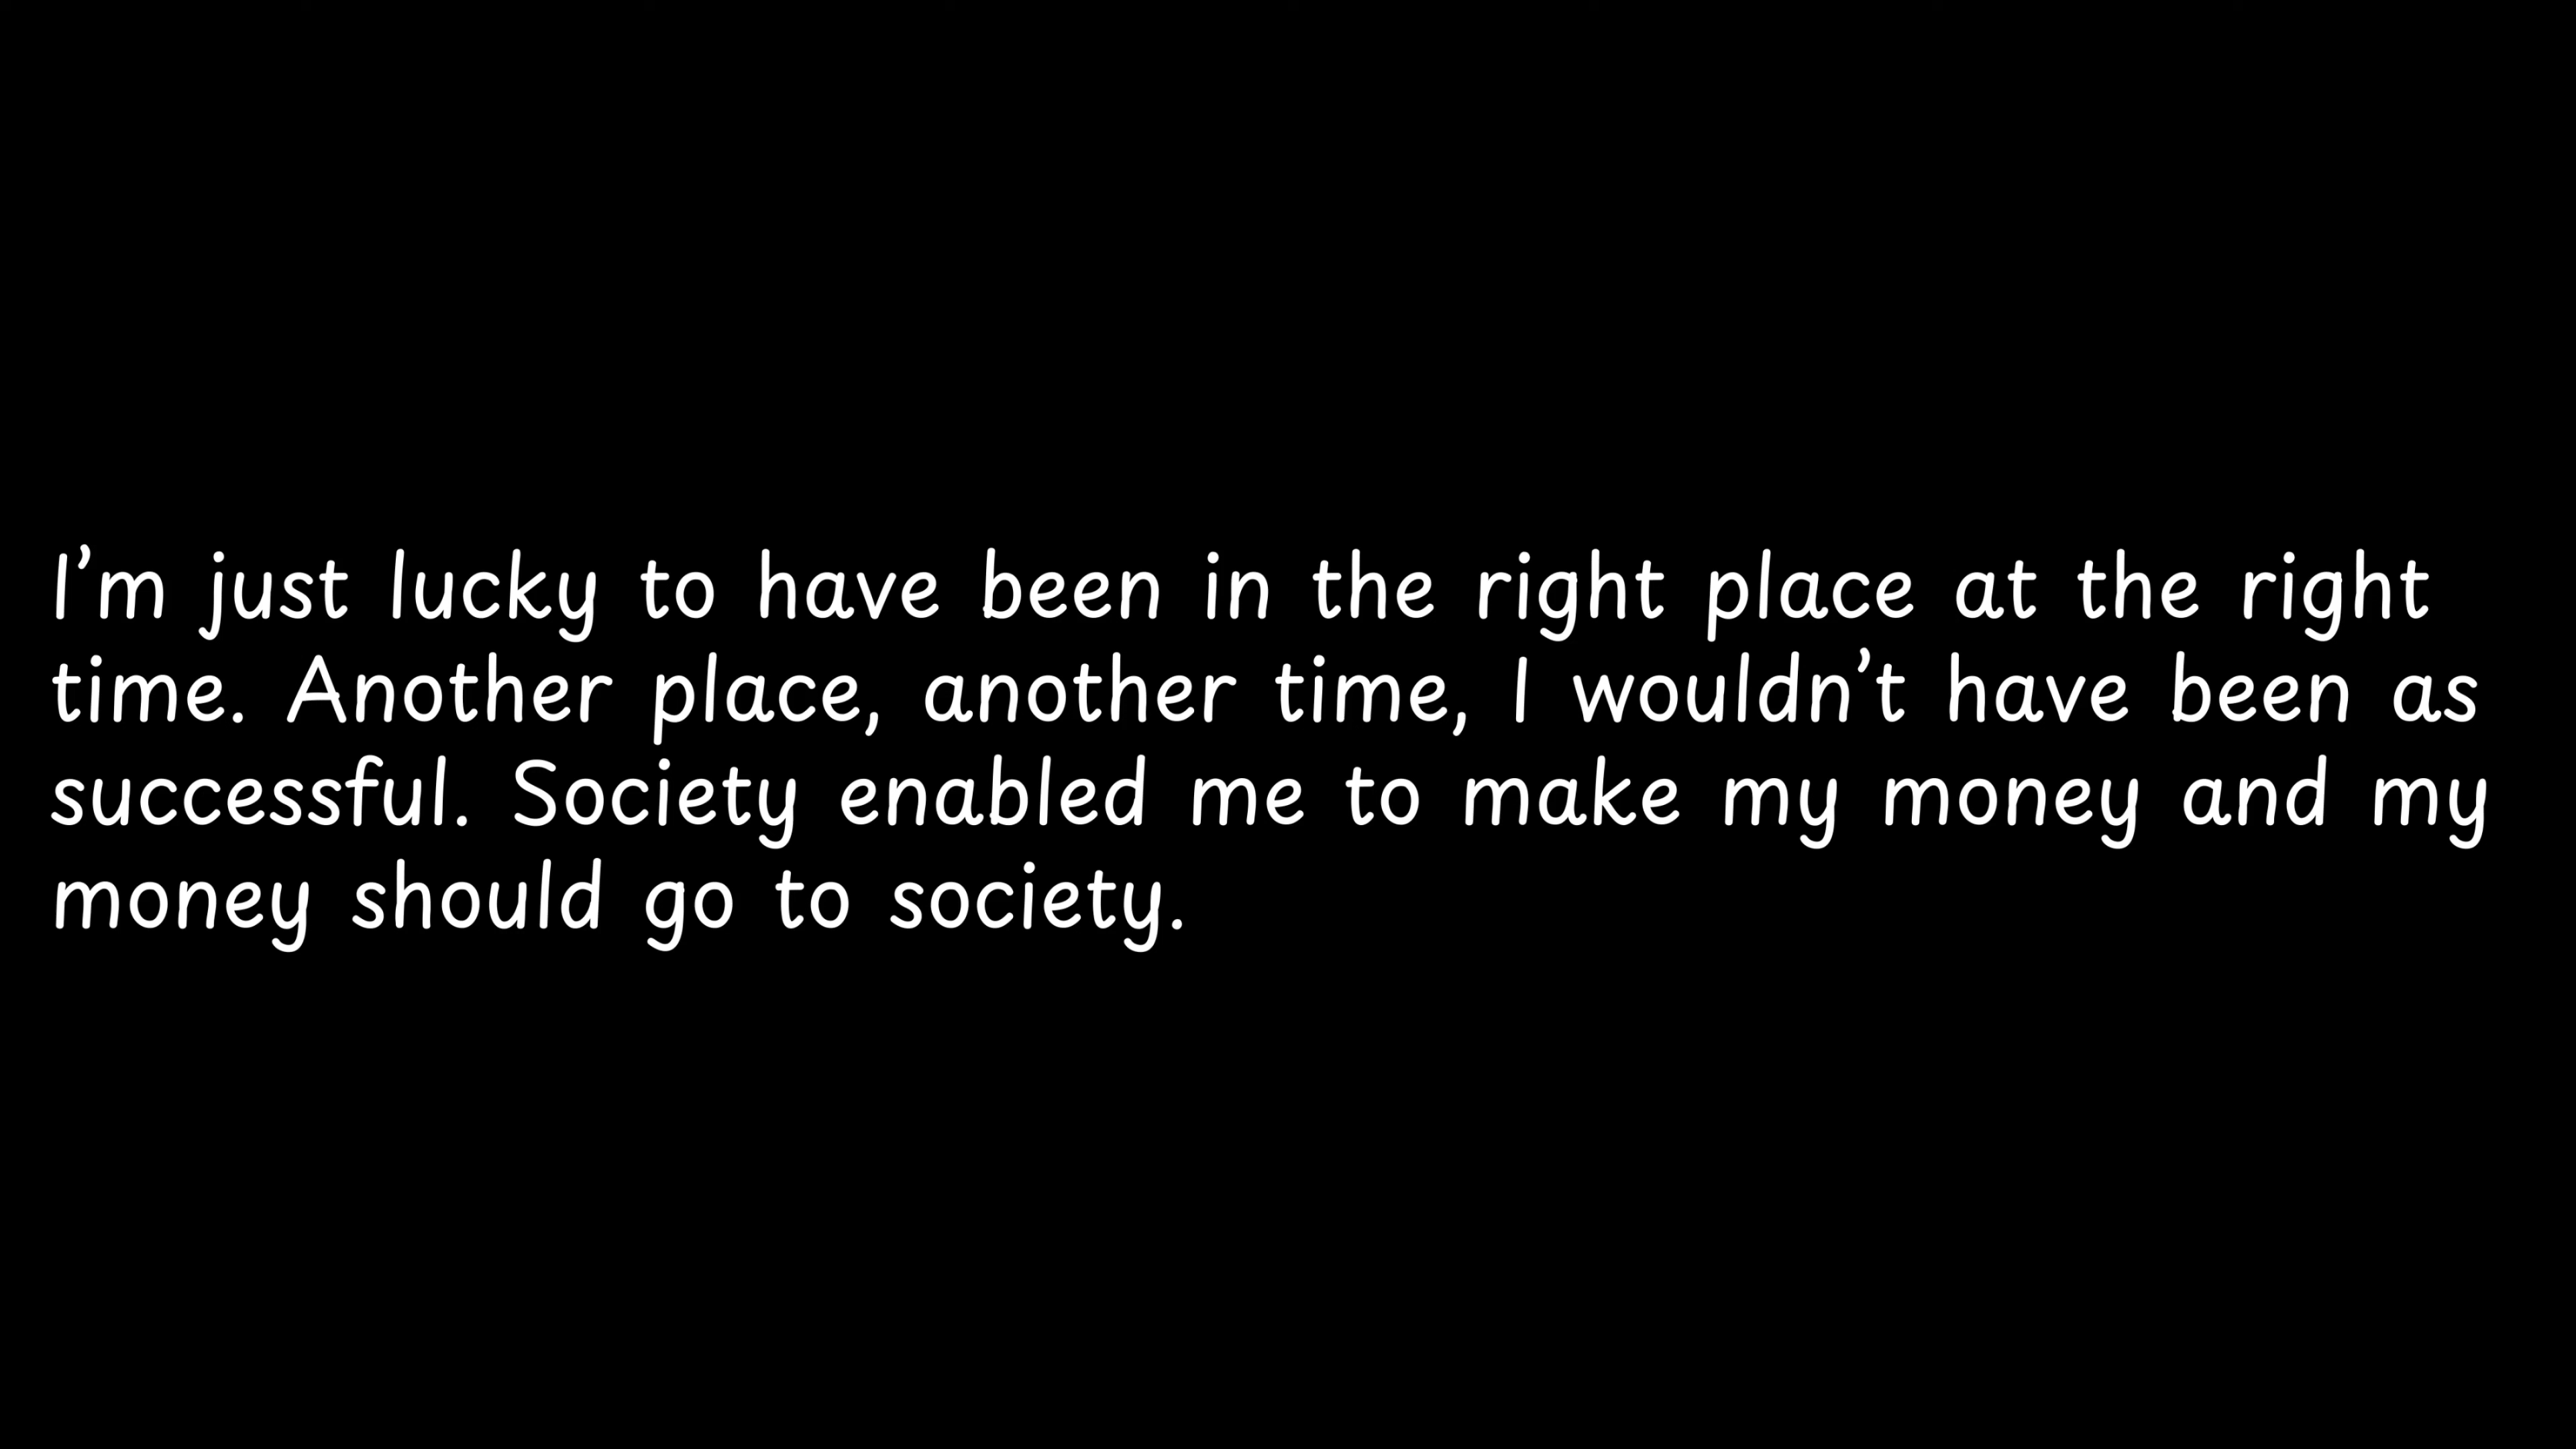 I’m just lucky to have been in the right place at the right
time. Another place, another time, I wouldn’t have been as
successful. Society enabled me to make my money and my
money should go to society.